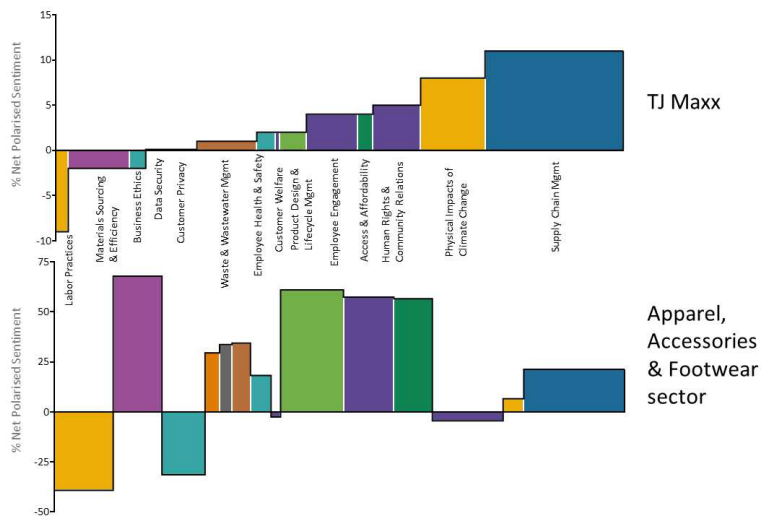 15
10
5
0
-5
-10
% Net Polarised Sentiment
TJ Maxx
Labor Practices
Materials Sourcing
& Efficiency
Business Ethics
Data Security
Customer Privacy
Waste & Wastewater Mgmt
Employee Health & Safety
Customer Welfare
Product Design &
Lifecycle Mgmt
Employee Engagement
Access & Affordability
Human Rights &
Community Relations
Physical Impacts of
Climate Change
Supply Chain Mgmt
75
50
25
0
-25
-50
% Net Polarised Sentiment
Apparel,
Accessories
& Footwear
sector